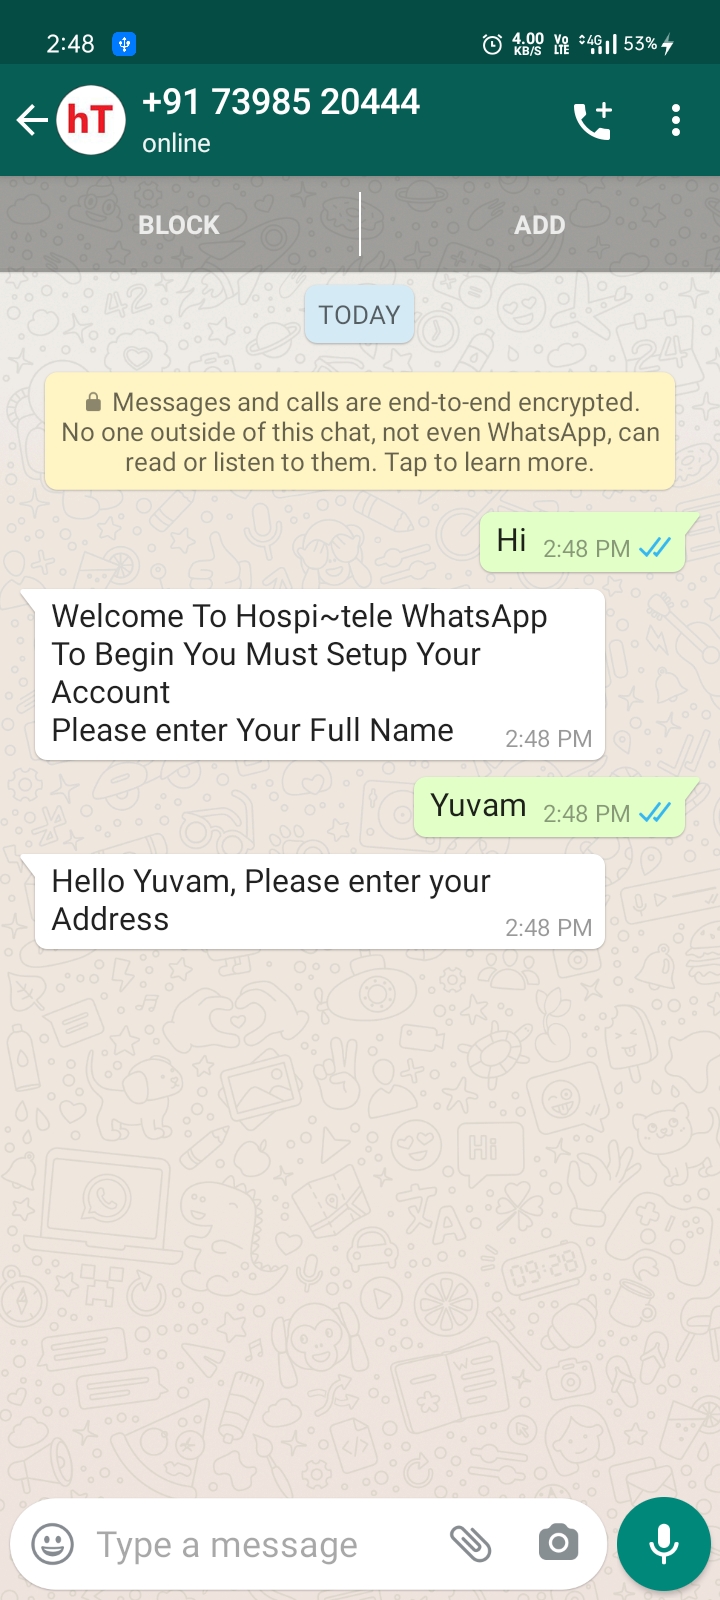 2:48
4.00
KB/S
Vo
LTE
4G
53%
hT
+91 73985 20444
online
BLOCK
ADD
TODAY
Messages and calls are end-to-end encrypted.
No one outside of this chat, not even WhatsApp, can
read or listen to them. Tap to learn more.
Hi 2:48 PM
Welcome To Hospi~tele WhatsApp
To Begin You Must Setup Your
Account
Please enter Your Full Name 2:48 PM
Yuvam 2:48 PM
Hello Yuvam, Please enter your
Address 2:48 PM
Type a message